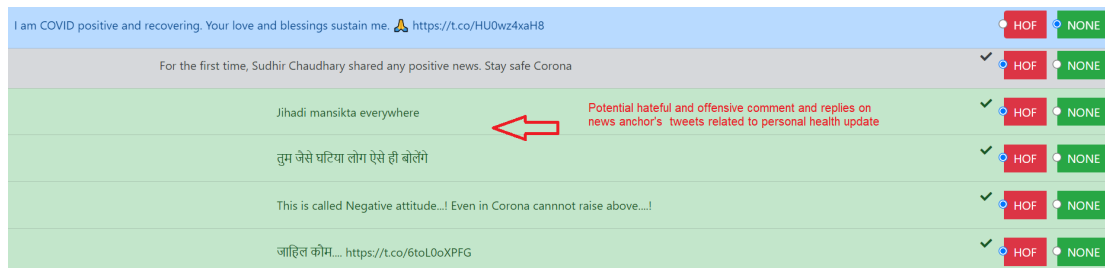 I am COVID positive and recovering. Your love and blessings sustain me. 🙏 https://t.co/HU0wz4xaH8 HOF NONE
For the first time, Sudhir Chaudhary shared any positive news. Stay safe Corona HOF NONE
Jihadi mansikta everywhere HOF NONE
Potential hateful and offensive comment and replies on
news anchor's tweets related to personal health update
तुम जैसे घटिया लोग ऐसे ही बोलेंगे HOF NONE
This is called Negative attitude...! Even in Corona cannnot raise above....! HOF NONE
जाहिल कोम.... https://t.co/6toL0oXPFG HOF NONE